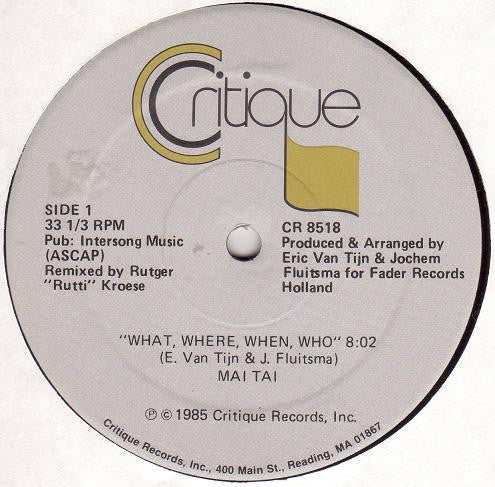 Critique
SIDE 1
33 1/3 RPM
Pub: Intersong Music
(ASCAP)
Remixed by Rutger
"Rutti" Kroese
CR 8518
Produced & Arranged by
Eric Van Tijn & Jochem
Fluitsma for Fader Records
Holland
"WHAT, WHERE, WHEN, WHO" 8:02
(E. Van Tijn & J. Fluitsma)
MAI TAI
℗ © 1985 Critique Records, Inc.
Critique Records, Inc., 400 Main St., Reading, MA 01867